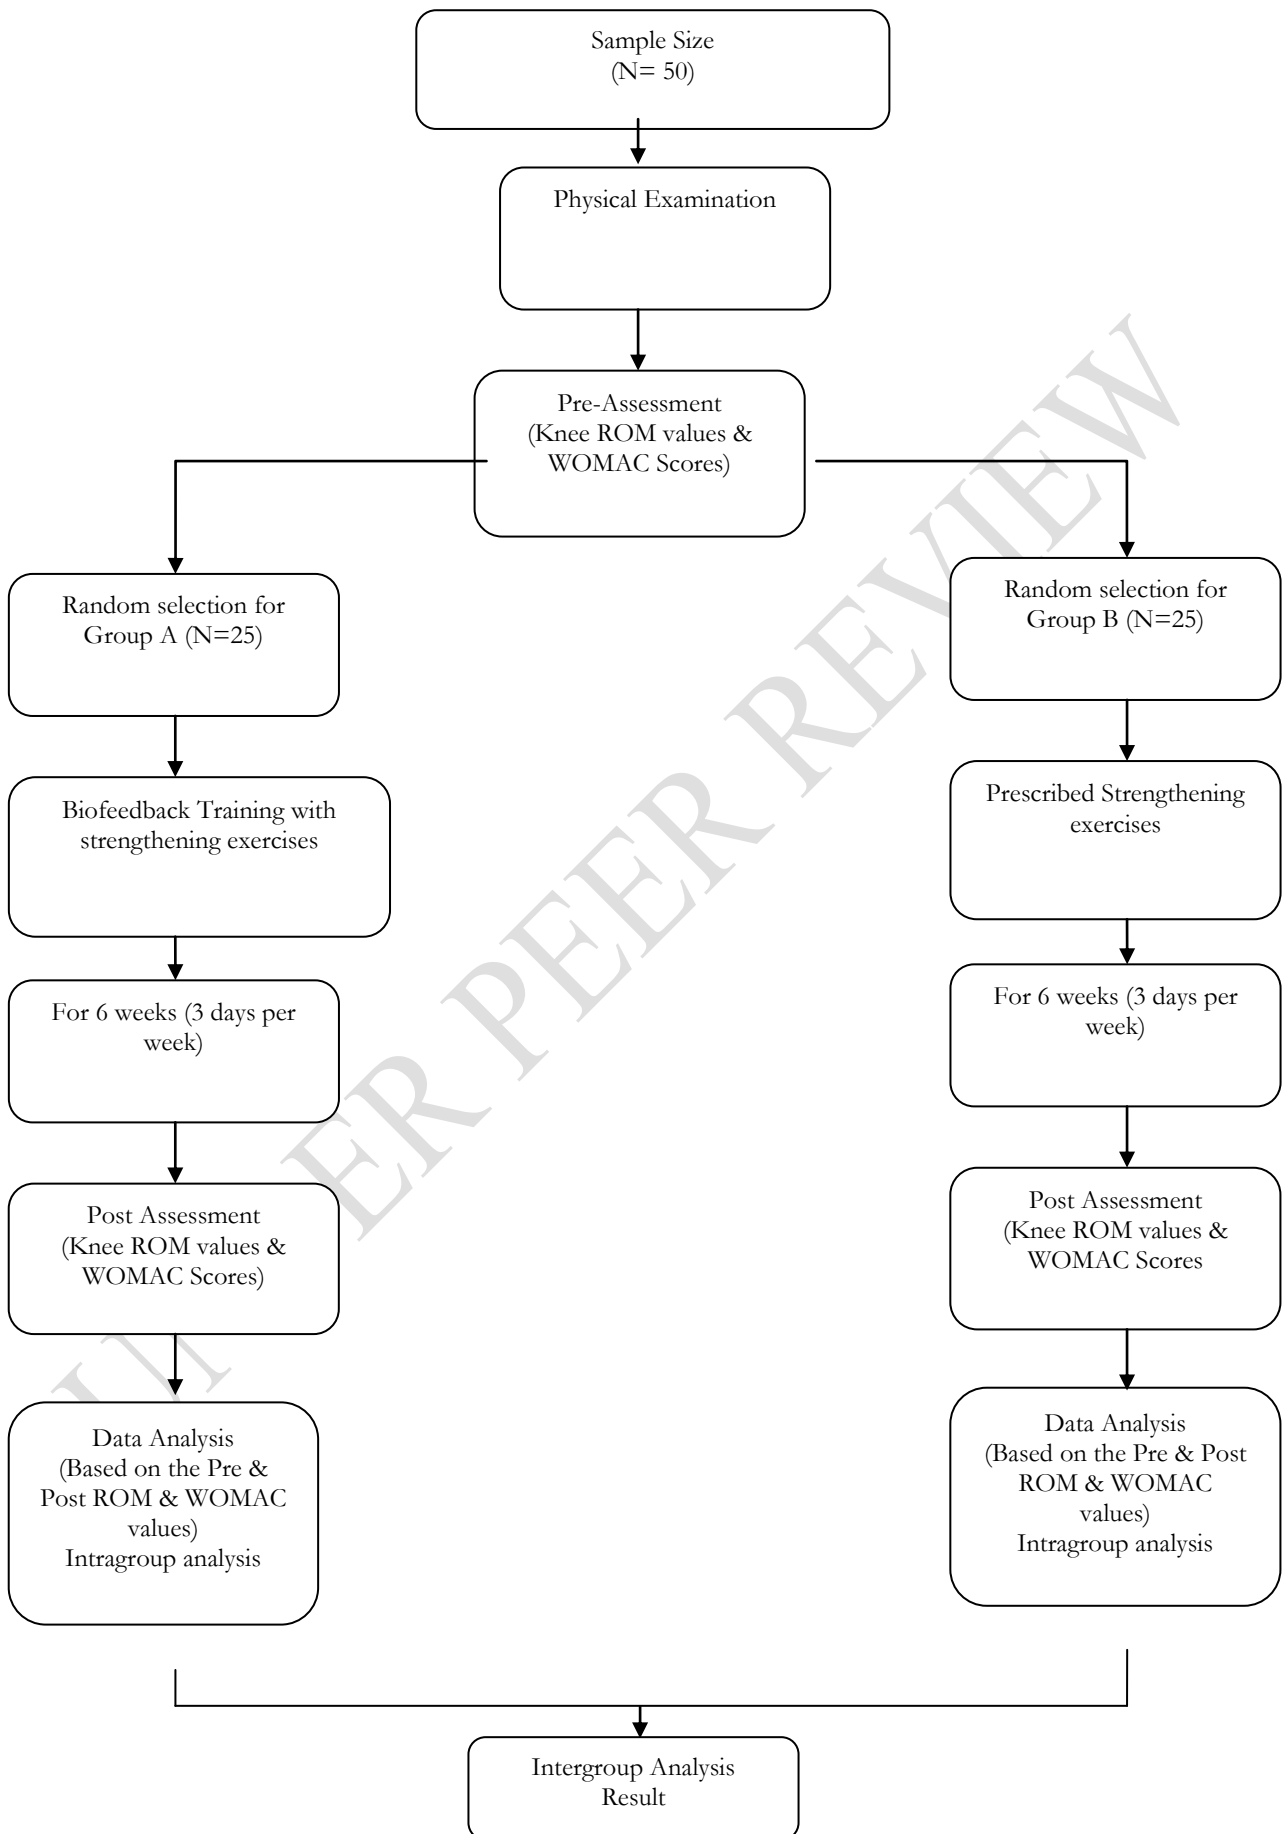 Sample Size
(N= 50)
Physical Examination
Pre-Assessment
(Knee ROM values &
WOMAC Scores)
Random selection for
Group A (N=25)
Random selection for
Group B (N=25)
Biofeedback Training with
strengthening exercises
Prescribed Strengthening
exercises
For 6 weeks (3 days per
week)
For 6 weeks (3 days per
week)
Post Assessment
(Knee ROM values &
WOMAC Scores)
Post Assessment
(Knee ROM values &
WOMAC Scores
Data Analysis
(Based on the Pre &
Post ROM & WOMAC
values)
Intragroup analysis
Data Analysis
(Based on the Pre & Post
ROM & WOMAC
values)
Intragroup analysis
Intergroup Analysis
Result
ER PEER REVIEW